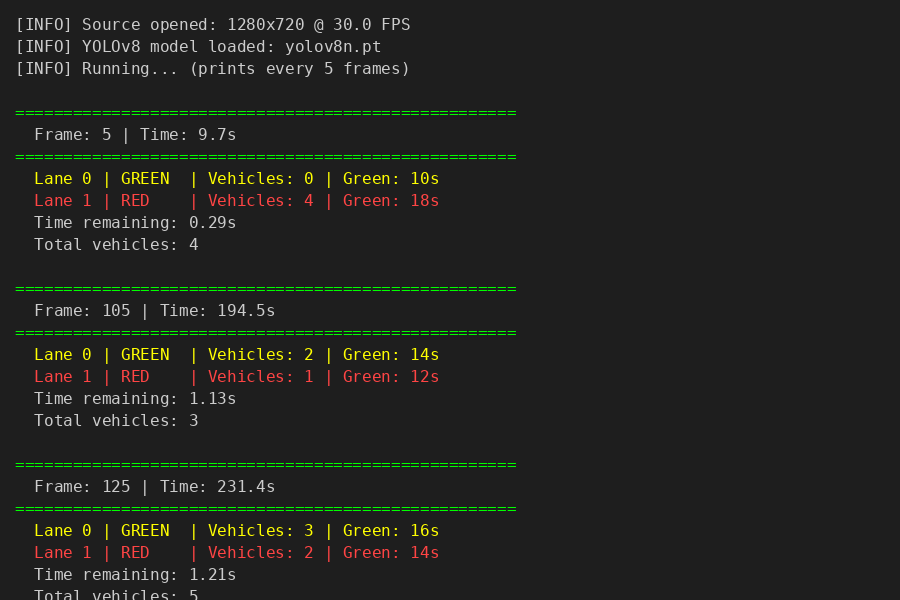 [INFO] Source opened: 1280x720 @ 30.0 FPS
[INFO] YOLOv8 model loaded: yolov8n.pt
[INFO] Running... (prints every 5 frames)
====================================================
Frame: 5 | Time: 9.7s
====================================================
Lane 0 | GREEN  | Vehicles: 0 | Green: 10s
Lane 1 | RED    | Vehicles: 4 | Green: 18s
Time remaining: 0.29s
Total vehicles: 4
====================================================
Frame: 105 | Time: 194.5s
====================================================
Lane 0 | GREEN  | Vehicles: 2 | Green: 14s
Lane 1 | RED    | Vehicles: 1 | Green: 12s
Time remaining: 1.13s
Total vehicles: 3
====================================================
Frame: 125 | Time: 231.4s
====================================================
Lane 0 | GREEN  | Vehicles: 3 | Green: 16s
Lane 1 | RED    | Vehicles: 2 | Green: 14s
Time remaining: 1.21s
Total vehicles: 5